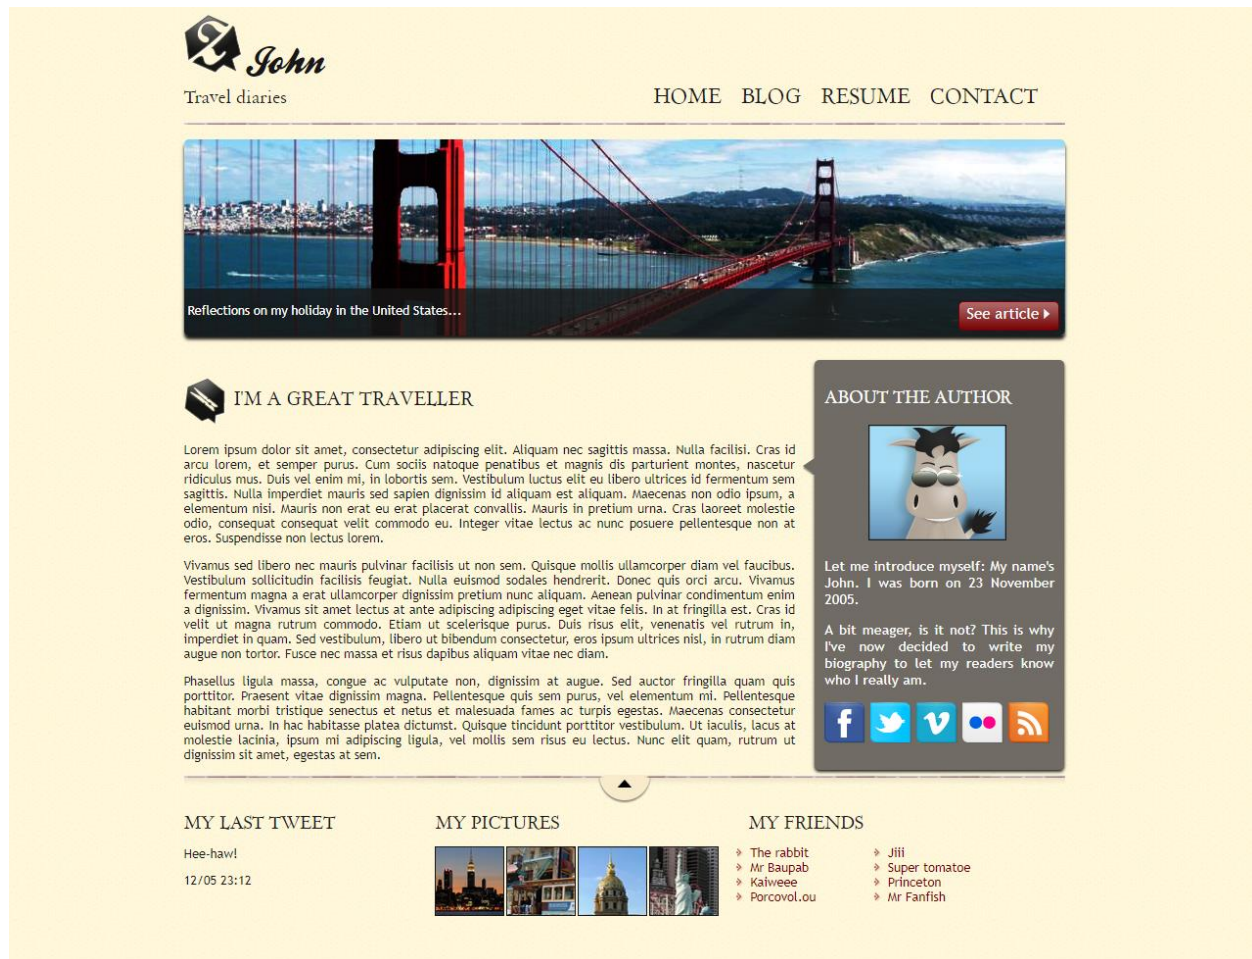 John
Travel diaries
HOME BLOG RESUME CONTACT
Reflections on my holiday in the United States...
See article
I'M A GREAT TRAVELLER
Lorem ipsum dolor sit amet, consectetur adipiscing elit. Aliquam nec sagittis massa. Nulla facilisi. Cras id
arcu lorem, et semper purus. Cum sociis natoque penatibus et magnis dis parturient montes, nascetur
ridiculus mus. Duis vel enim mi, in lobortis sem. Vestibulum luctus elit eu libero ultrices id fermentum sem
sagittis. Nulla imperdiet mauris sed sapien dignissim id aliquam est aliquam. Maecenas non odio ipsum, a
elementum nisi. Mauris non erat eu erat placerat convallis. Mauris in pretium urna. Cras laoreet molestie
odio, consequat consequat velit commodo eu. Integer vitae lectus ac nunc posuere pellentesque non at
eros. Suspendisse non lectus lorem.
Vivamus sed libero nec mauris pulvinar facilisis ut non sem. Quisque mollis ullamcorper diam vel faucibus.
Vestibulum sollicitudin facilisis feugiat. Nulla euismod sodales hendrerit. Donec quis orci arcu. Vivamus
fermentum magna a erat ullamcorper dignissim pretium nunc aliquam. Aenean pulvinar condimentum enim
a dignissim. Vivamus sit amet lectus at ante adipiscing adipiscing eget vitae felis. In at fringilla est. Cras id
velit ut magna rutrum commodo. Etiam ut scelerisque purus. Duis risus elit, venenatis vel rutrum in,
imperdiet in quam. Sed vestibulum, libero ut bibendum consectetur, eros ipsum ultrices nisl, in rutrum diam
augue non tortor. Fusce nec massa et risus dapibus aliquam vitae nec diam.
Phasellus ligula massa, congue ac vulputate non, dignissim at augue. Sed auctor fringilla quam quis
porttitor. Praesent vitae dignissim magna. Pellentesque quis sem purus, vel elementum mi. Pellentesque
habitant morbi tristique senectus et netus et malesuada fames ac turpis egestas. Maecenas consectetur
euismod urna. In hac habitasse platea dictumst. Quisque tincidunt porttitor vestibulum. Ut iaculis, lacus at
molestie lacinia, ipsum mi adipiscing ligula, vel mollis sem risus eu lectus. Nunc elit quam, rutrum ut
dignissim sit amet, egestas at sem.
ABOUT THE AUTHOR
Let me introduce myself: My name's
John. I was born on 23 November
2005.
A bit meager, is it not? This is why
I've now decided to write my
biography to let my readers know
who I really am.
MY LAST TWEET
Hee-haw!
12/05 23:12
MY PICTURES
MY FRIENDS
The rabbit
Mr Baupab
Kaiweee
Porcovol.ou
Jiii
Super tomatoe
Princeton
Mr Fanfish